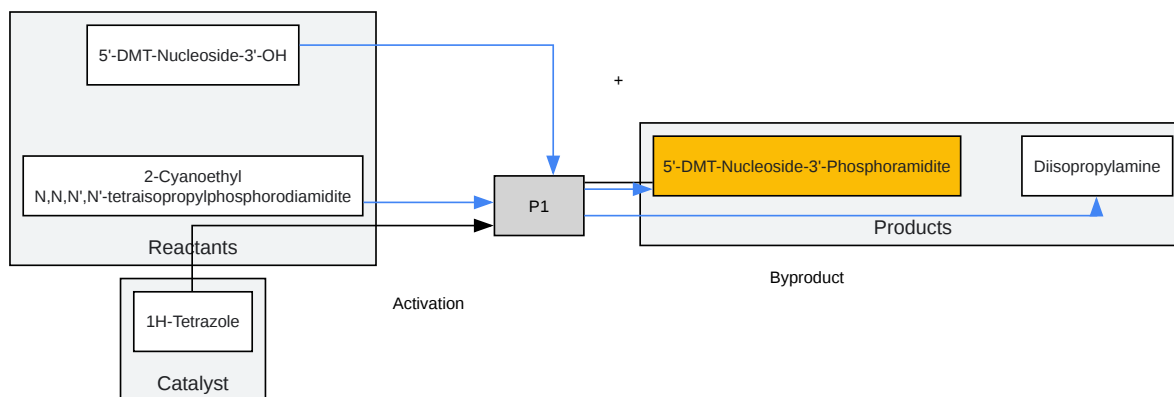 5'-DMT-Nucleoside-3'-OH
+
2-Cyanoethyl
N,N,N',N'-tetraisopropylphosphorodiamidite
Reactants
P1
5'-DMT-Nucleoside-3'-Phosphoramidite
Diisopropylamine
Products
Byproduct
Activation
1H-Tetrazole
Catalyst